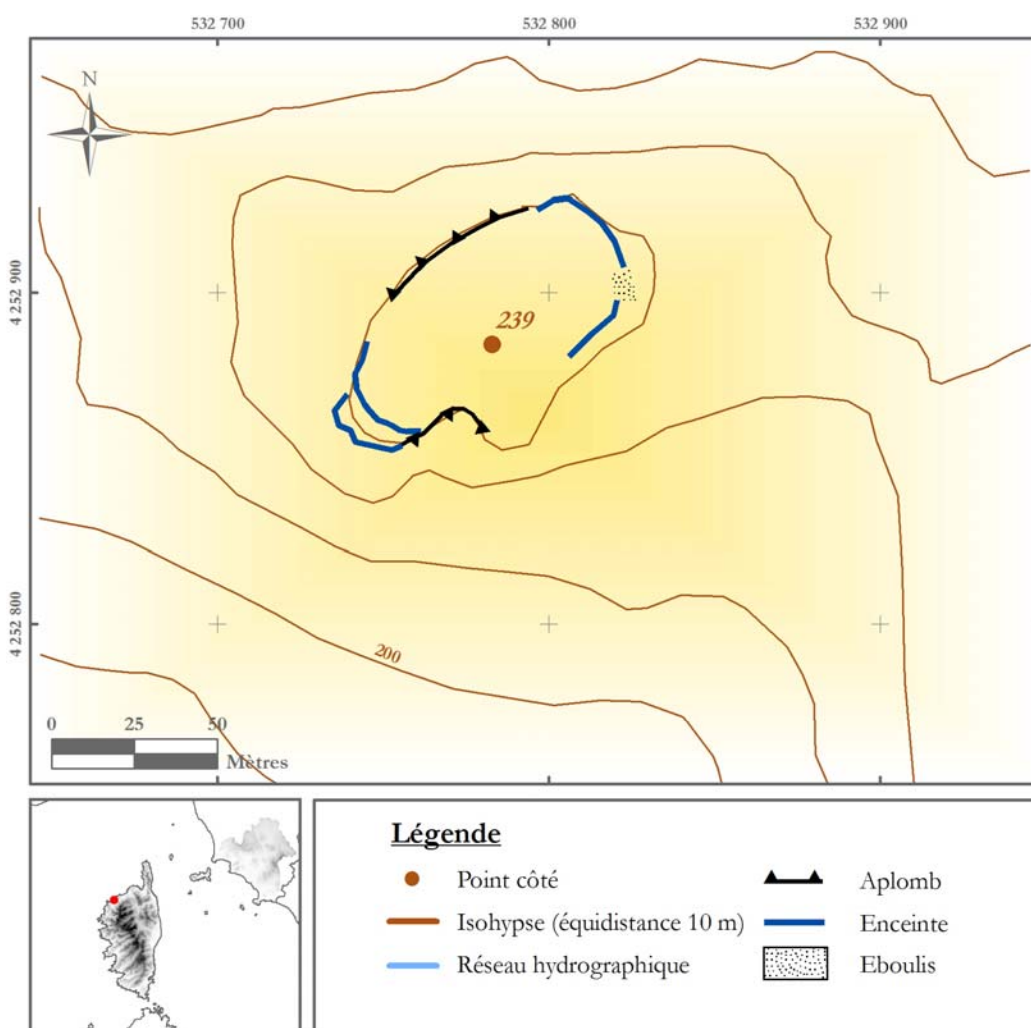 532 700
532 800
532 900
N
4 252 900
239
4 252 800
200
0 25 50
Mètres
Légende
Point côté
Isohypse (équidistance 10 m)
Réseau hydrographique
Aplomb
Enceinte
Eboulis